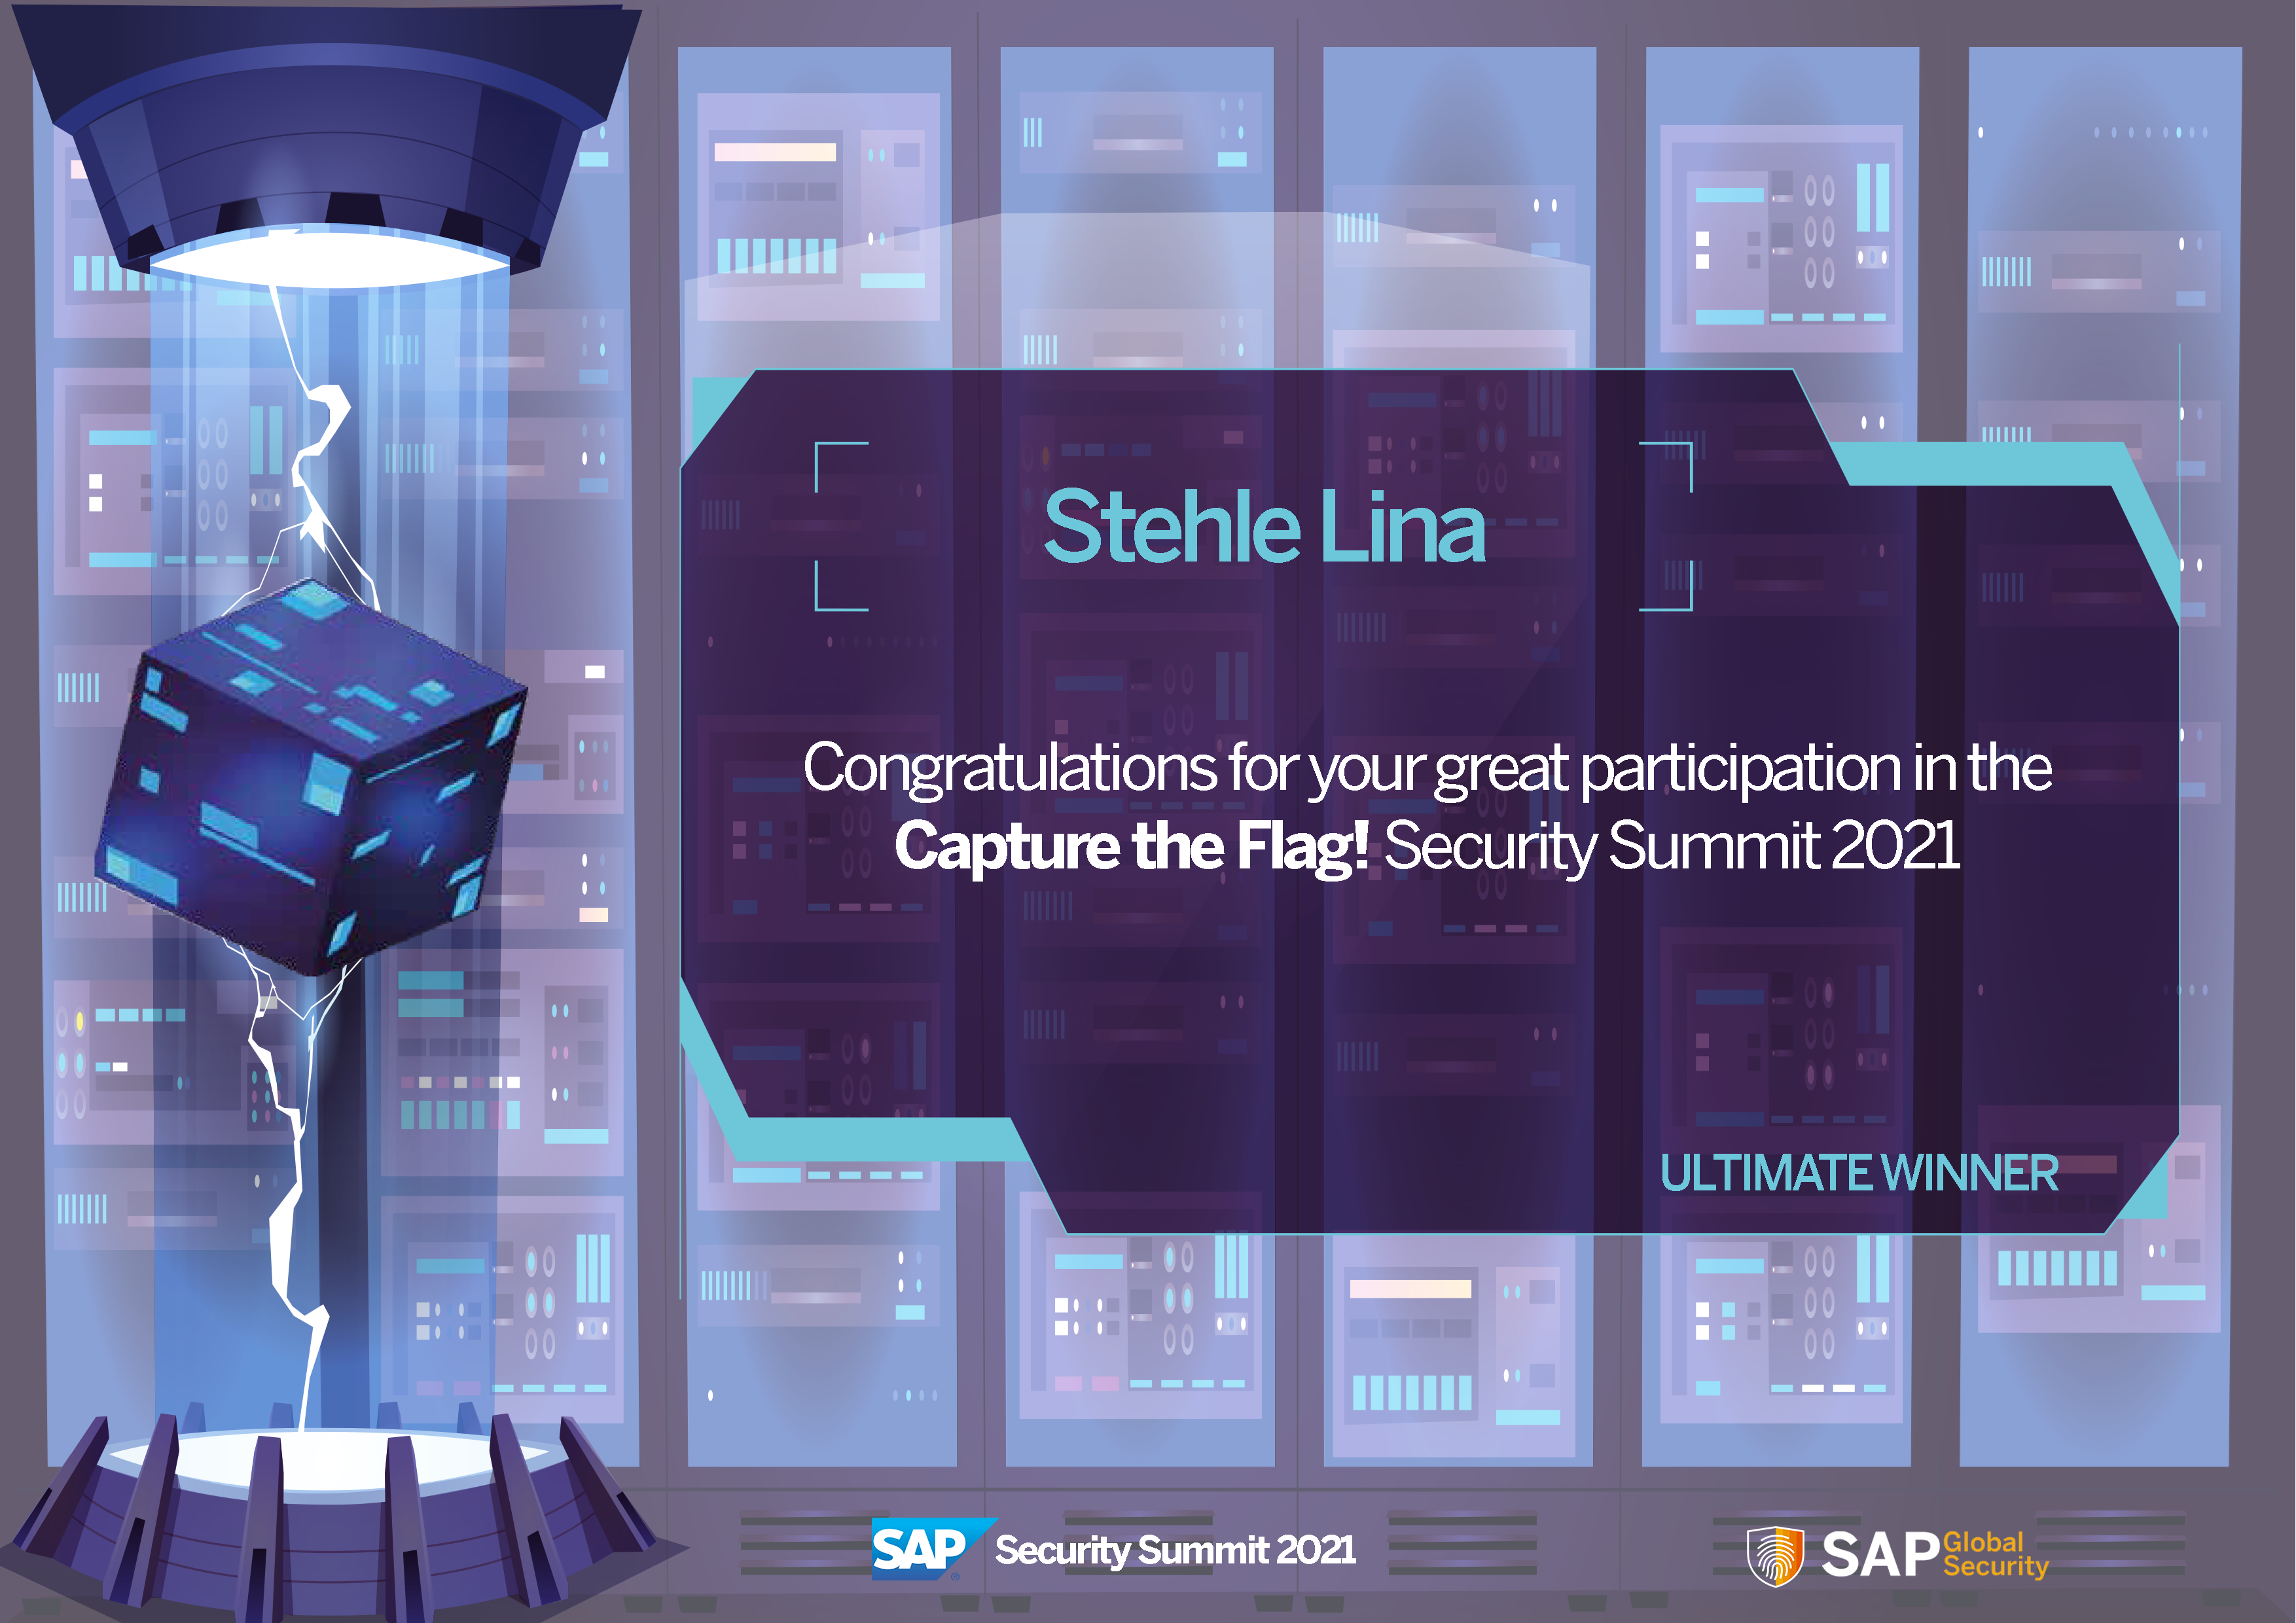 Stehle Lina
Congratulations for your great participation in the
Capture the Flag! Security Summit 2021
ULTIMATE WINNER
SAP ® Security Summit 2021
SAP Global
Security